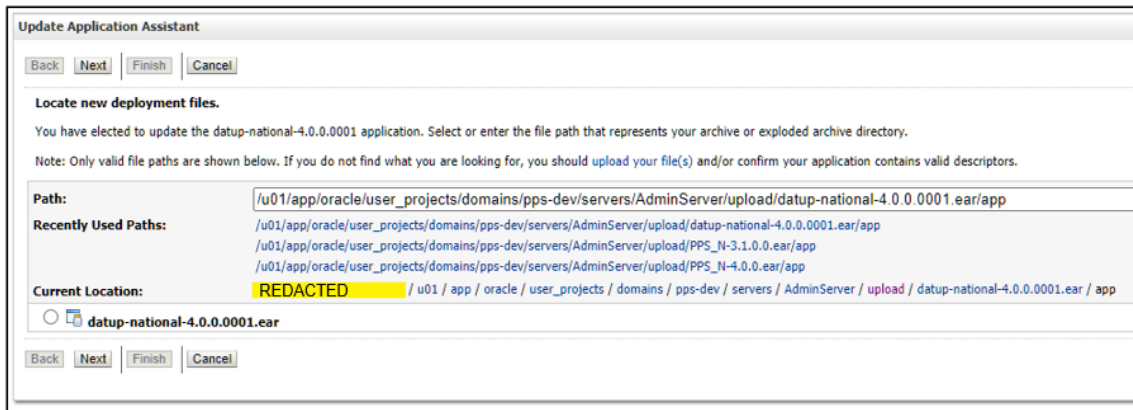 Update Application Assistant
Back Next Finish Cancel
Locate new deployment files.
You have elected to update the datup-national-4.0.0.0001 application. Select or enter the file path that represents your archive or exploded archive directory.
Note: Only valid file paths are shown below. If you do not find what you are looking for, you should upload your file(s) and/or confirm your application contains valid descriptors.
Path: /u01/app/oracle/user_projects/domains/pps-dev/servers/AdminServer/upload/datup-national-4.0.0.0001.ear/app
Recently Used Paths: /u01/app/oracle/user_projects/domains/pps-dev/servers/AdminServer/upload/datup-national-4.0.0.0001.ear/app
/u01/app/oracle/user_projects/domains/pps-dev/servers/AdminServer/upload/PPS_N-3.1.0.0.ear/app
/u01/app/oracle/user_projects/domains/pps-dev/servers/AdminServer/upload/PPS_N-4.0.0.ear/app
Current Location: REDACTED / u01 / app / oracle / user_projects / domains / pps-dev / servers / AdminServer / upload / datup-national-4.0.0.0001.ear / app
datup-national-4.0.0.0001.ear
Back Next Finish Cancel